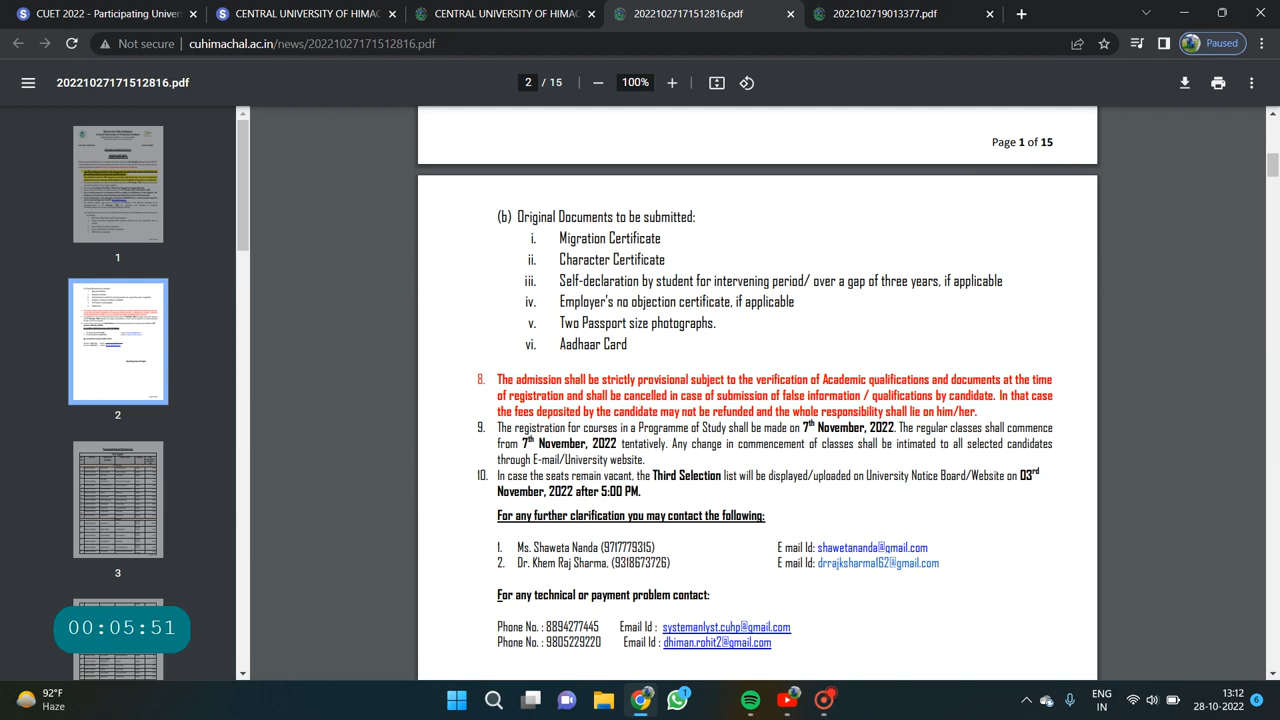 CUET 2022 - Participating Univer
CENTRAL UNIVERSITY OF HIMAC
CENTRAL UNIVERSITY OF HIMAC
20221027171512816.pdf
202210271901337​7.pdf
Not secure
cuhimachal.ac.in/news/20221027171512816.pdf
Paused
20221027171512816.pdf
2 / 15
100%
1
2
3
00:05:51
Page 1 of 15
(b) Original Documents to be submitted:
i. Migration Certificate
ii. Character Certificate
iii. Self-declaration by student for intervening period/ over a gap of three years, if applicable
iv. Employer's no objection certificate, if applicable
v. Two Passport size photographs.
vi. Aadhaar Card
8. The admission shall be strictly provisional subject to the verification of Academic qualifications and documents at the time
of registration and shall be cancelled in case of submission of false information / qualifications by candidate. In that case
the fees deposited by the candidate may not be refunded and the whole responsibility shall lie on him/her.
9. The registration for courses in a Programme of Study shall be made on 7th November, 2022. The regular classes shall commence
from 7th November, 2022 tentatively. Any change in commencement of classes shall be intimated to all selected candidates
through E-mail/University website.
10. In case the seats remain vacant, the Third Selection list will be displayed/uploaded on University Notice Board/Website on 03rd
November, 2022 after 5:00 PM.
For any further clarification you may contact the following:
1. Ms. Shaweta Nanda (9717779315) E mail Id: shawetananda@gmail.com
2. Dr. Khem Raj Sharma. (9318673726) E mail Id: drrajksharma162@gmail.com
For any technical or payment problem contact:
Phone No. : 8894277445 Email Id : systemanlyst.cuhp@gmail.com
Phone No. : 9805229220 Email Id : dhiman.rohit2@gmail.com
92°F
Haze
1
ENG
IN
13:12
28-10-2022